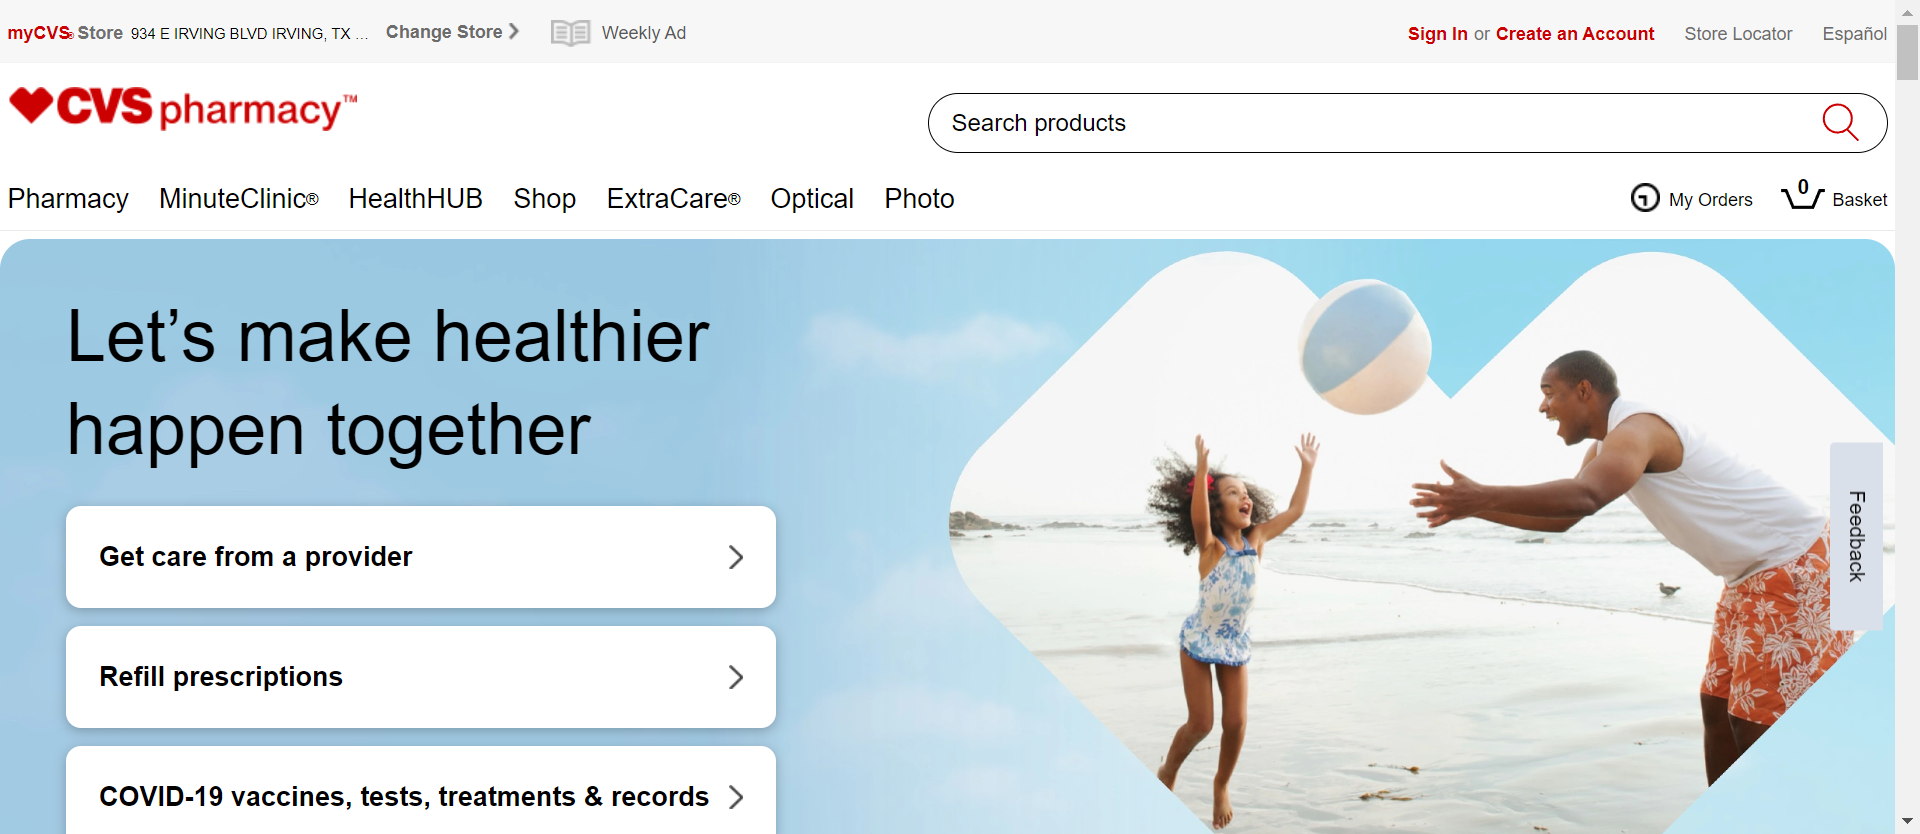 myCVS® Store 934 E IRVING BLVD IRVING, TX ... Change Store Weekly Ad Sign In or Create an Account Store Locator Español
CVS pharmacy™
Search products
Pharmacy MinuteClinic® HealthHUB Shop ExtraCare® Optical Photo My Orders 0 Basket
Let’s make healthier
happen together
Get care from a provider
Refill prescriptions
COVID-19 vaccines, tests, treatments & records
Feedback